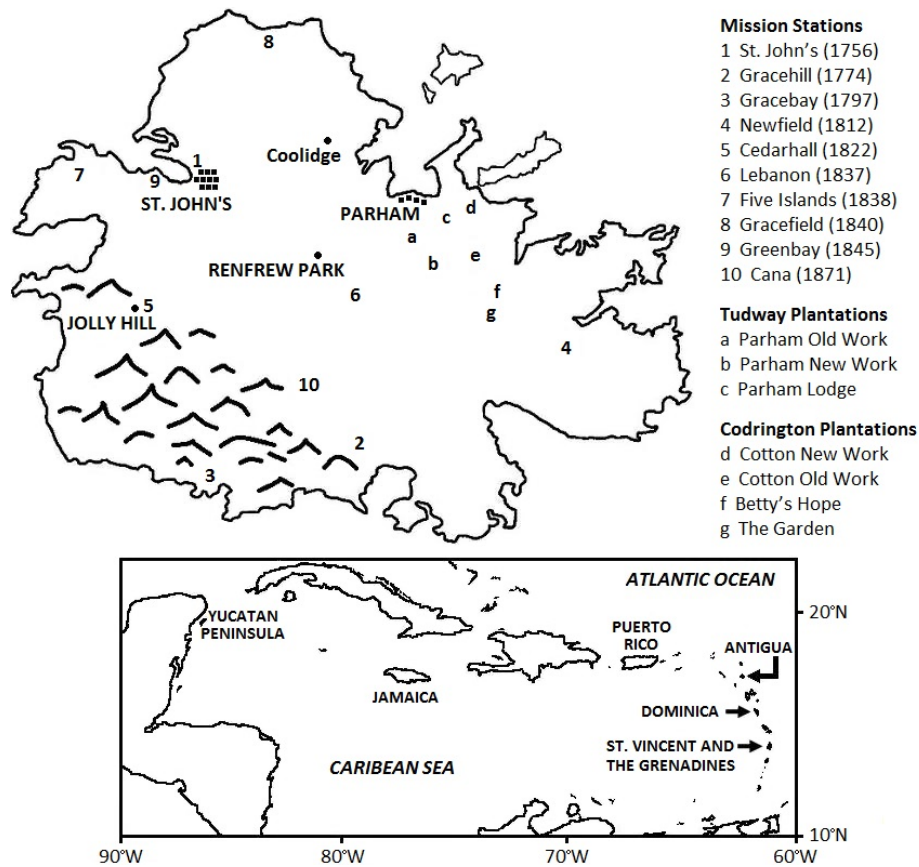 8
Coolidge
1
7
9
ST. JOHN'S
PARHAM
d
c
a
e
b
RENFREW PARK
6
f
g
5
JOLLY HILL
4
10
2
3
Mission Stations
1 St. John's (1756)
2 Gracehill (1774)
3 Gracebay (1797)
4 Newfield (1812)
5 Cedarhall (1822)
6 Lebanon (1837)
7 Five Islands (1838)
8 Gracefield (1840)
9 Greenbay (1845)
10 Cana (1871)
Tudway Plantations
a Parham Old Work
b Parham New Work
c Parham Lodge
Codrington Plantations
d Cotton New Work
e Cotton Old Work
f Betty's Hope
g The Garden
ATLANTIC OCEAN
20°N
YUCATAN
PENINSULA
PUERTO
RICO
ANTIGUA
JAMAICA
DOMINICA
ST. VINCENT AND
THE GRENADINES
CARIBEAN SEA
10°N
90°W
80°W
70°W
60°W